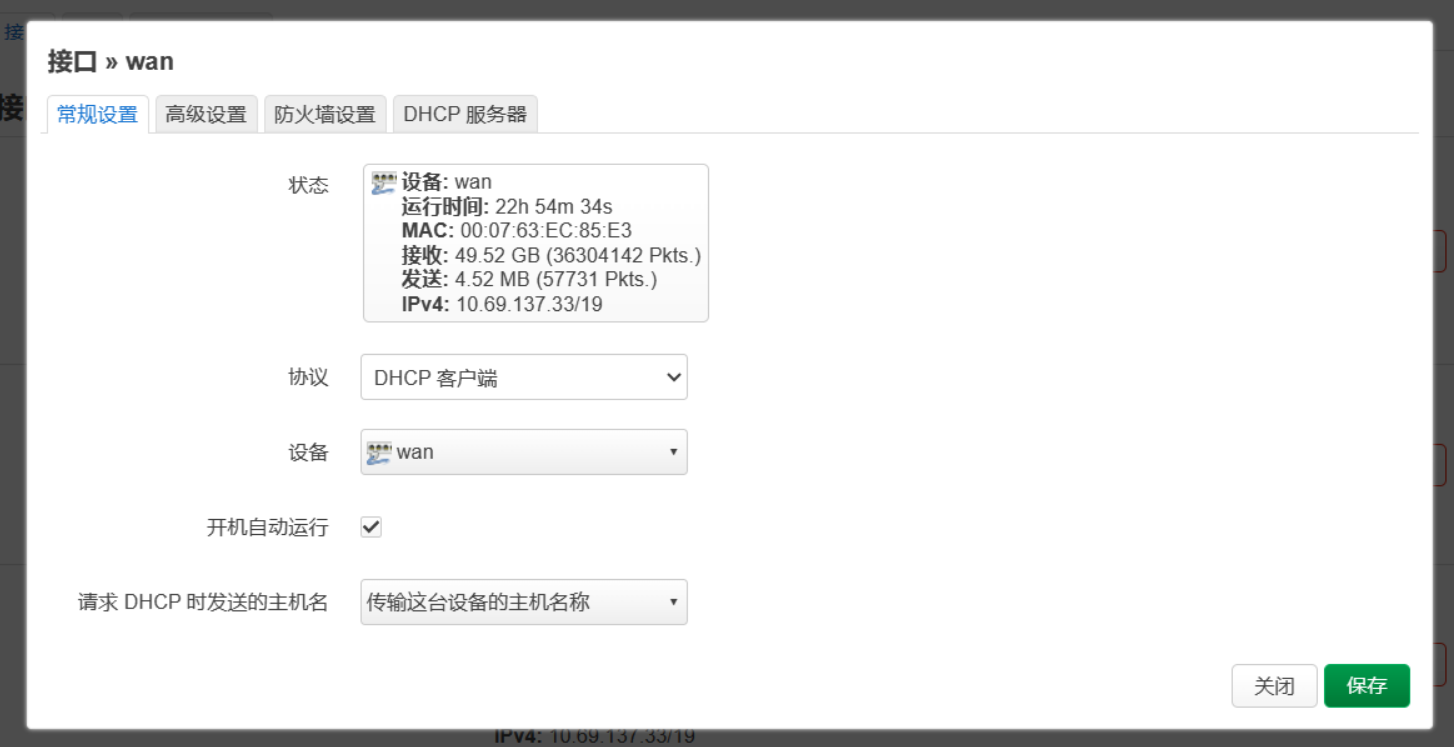 接
接口 » wan
常规设置 高级设置 防火墙设置 DHCP 服务器
接
状态
设备: wan
运行时间: 22h 54m 34s
MAC: 00:07:63:EC:85:E3
接收: 49.52 GB (36304142 Pkts.)
发送: 4.52 MB (57731 Pkts.)
IPv4: 10.69.137.33/19
协议 DHCP 客户端
设备 wan
开机自动运行
请求 DHCP 时发送的主机名 传输这台设备的主机名称
关闭 保存
IPv4: 10.69.137.33/19